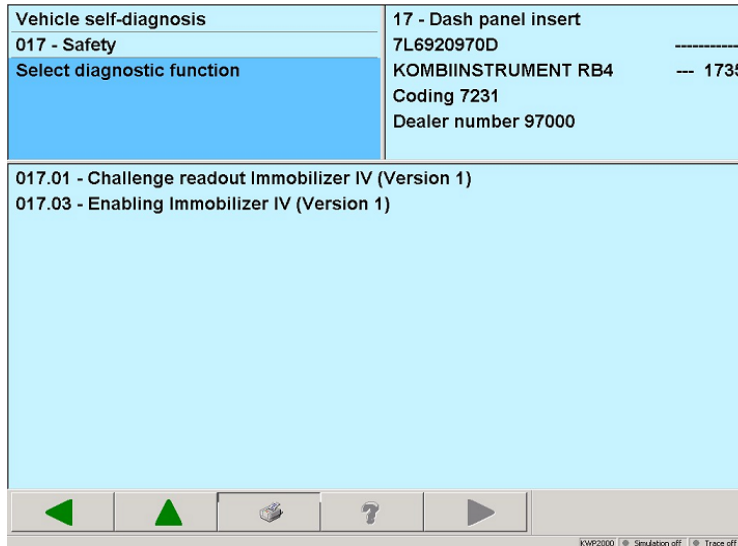 Vehicle self-diagnosis
017 - Safety
Select diagnostic function
17 - Dash panel insert
7L6920970D -----------
KOMBIINSTRUMENT RB4 --- 1735
Coding 7231
Dealer number 97000
017.01 - Challenge readout Immobilizer IV (Version 1)
017.03 - Enabling Immobilizer IV (Version 1)
?
KWP2000 Simulation off Trace off